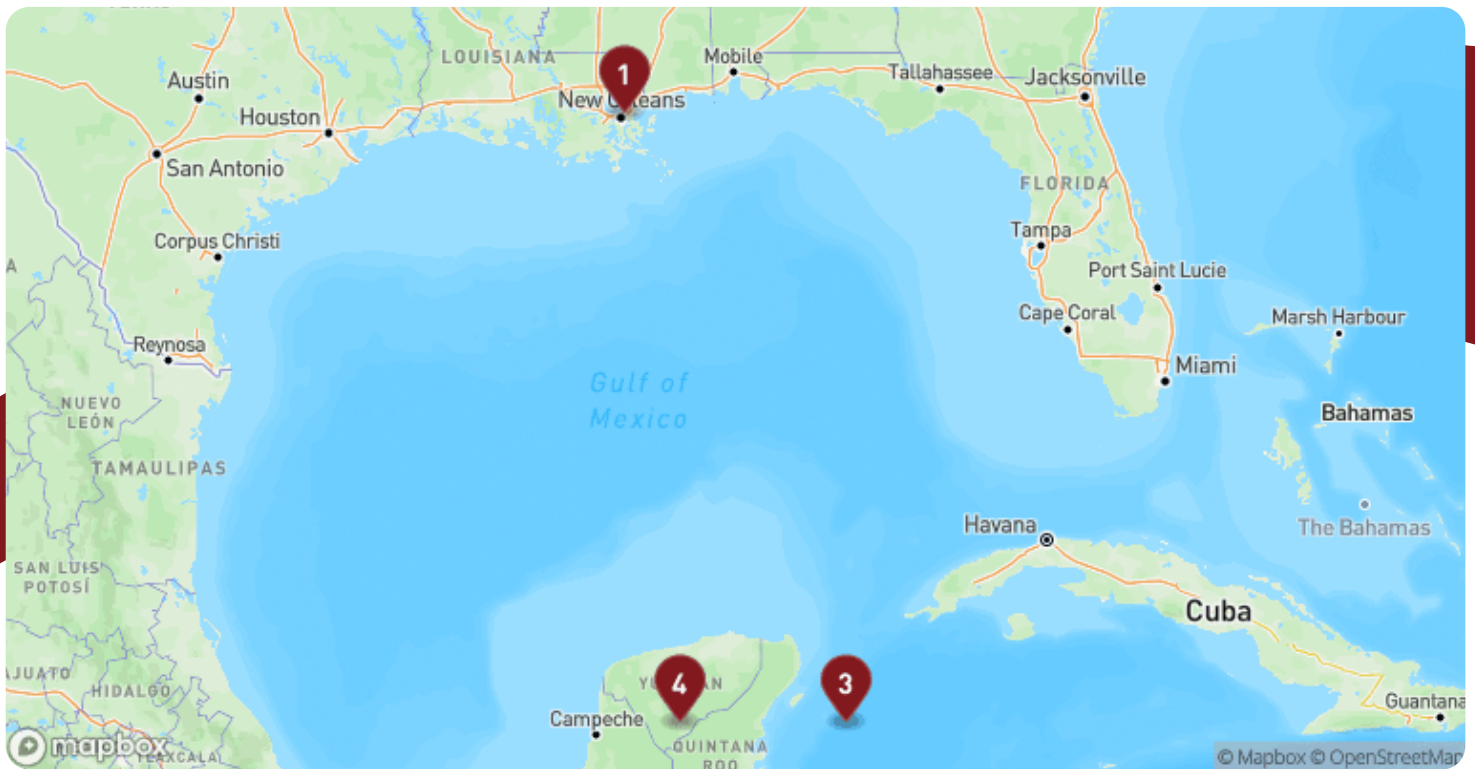 LOUISIANA
Mobile
1
Austin
Tallahassee
Jacksonville
New Orleans
Houston
San Antonio
FLORIDA
Tampa
Corpus Christi
Port Saint Lucie
Cape Coral
Marsh Harbour
Reynosa
Miami
Gulf of
Mexico
NUEVO
LEÓN
Bahamas
TAMAULIPAS
Havana
The Bahamas
SAN LUIS
POTOSÍ
Cuba
AJUATO
4
3
HIDALGO
Guantana
Campeche
QUINTANA
ROO
mapbox
TLAXCALA
© Mapbox © OpenStreetMap